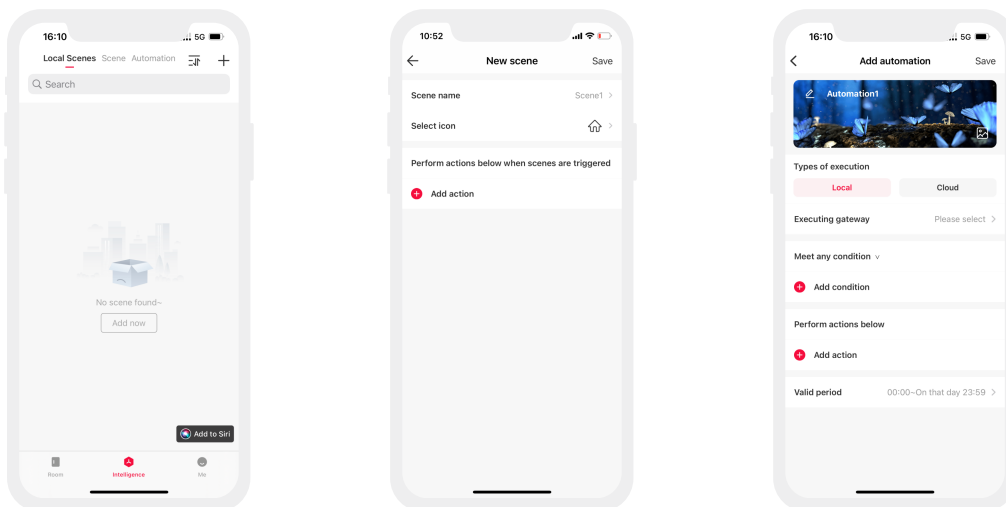 16:10
5G
Local Scenes Scene Automation
Search
No scene found~
Add now
Add to Siri
Room Intelligence Me
10:52
New scene Save
Scene name Scene1 >
Select icon >
Perform actions below when scenes are triggered
Add action
16:10
5G
Add automation Save
Automation1
Types of execution
Local Cloud
Executing gateway Please select >
Meet any condition
Add condition
Perform actions below
Add action
Valid period 00:00~On that day 23:59 >